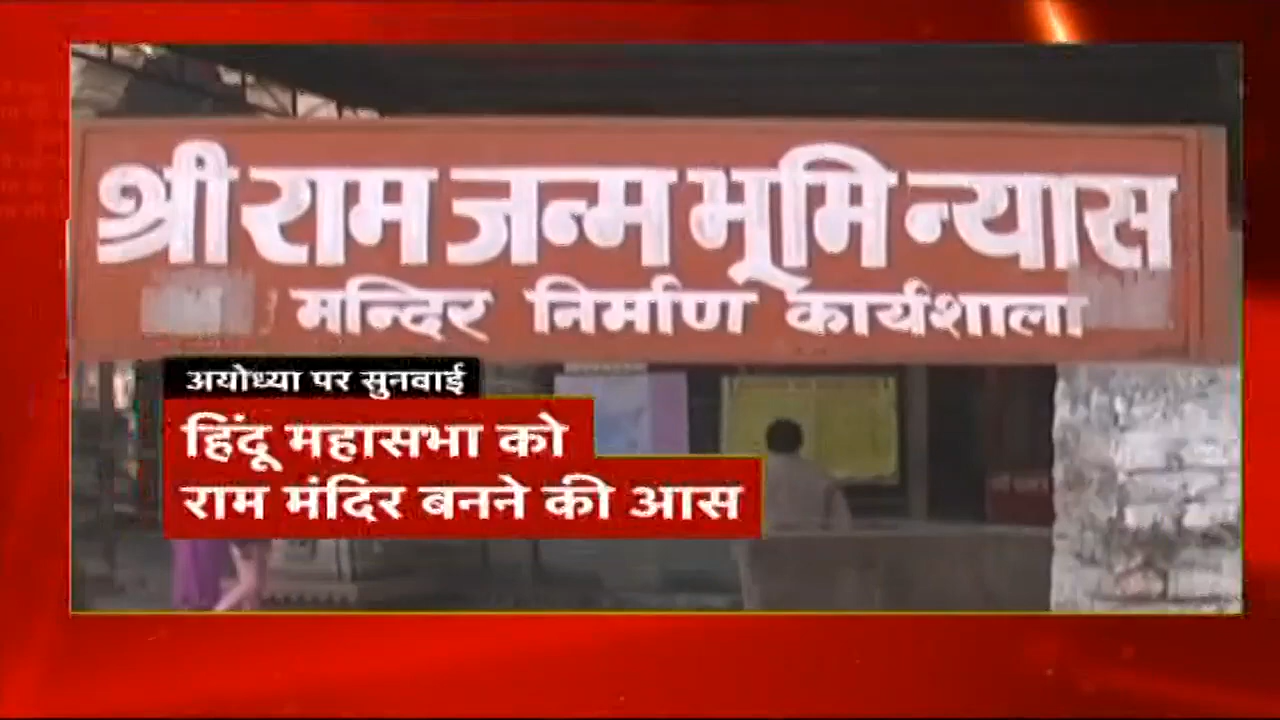 श्री राम जन्म भूमि न्यास
मन्दिर निर्माण कार्यशाला
अयोध्या पर सुनवाई
हिंदू महासभा को
राम मंदिर बनने की आस